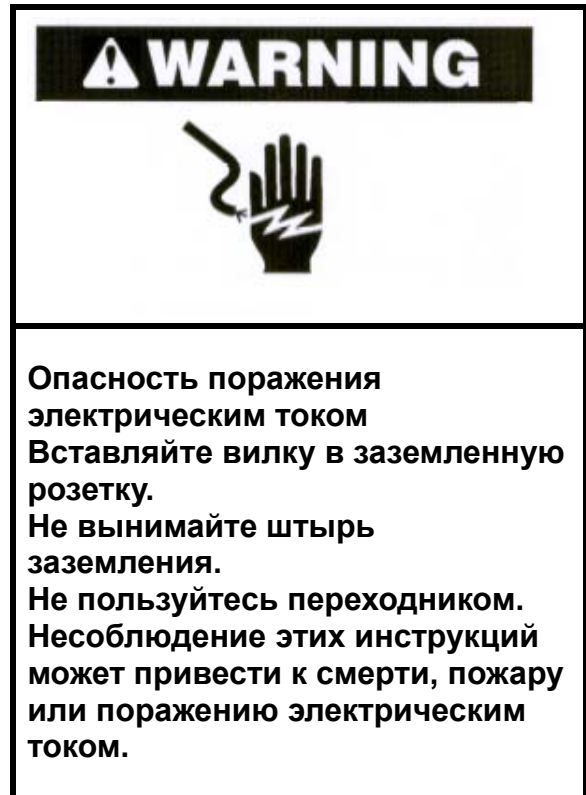 WARNING
Опасность поражения
электрическим током
Вставляйте вилку в заземленную
розетку.
Не вынимайте штырь
заземления.
Не пользуйтесь переходником.
Несоблюдение этих инструкций
может привести к смерти, пожару
или поражению электрическим
током.